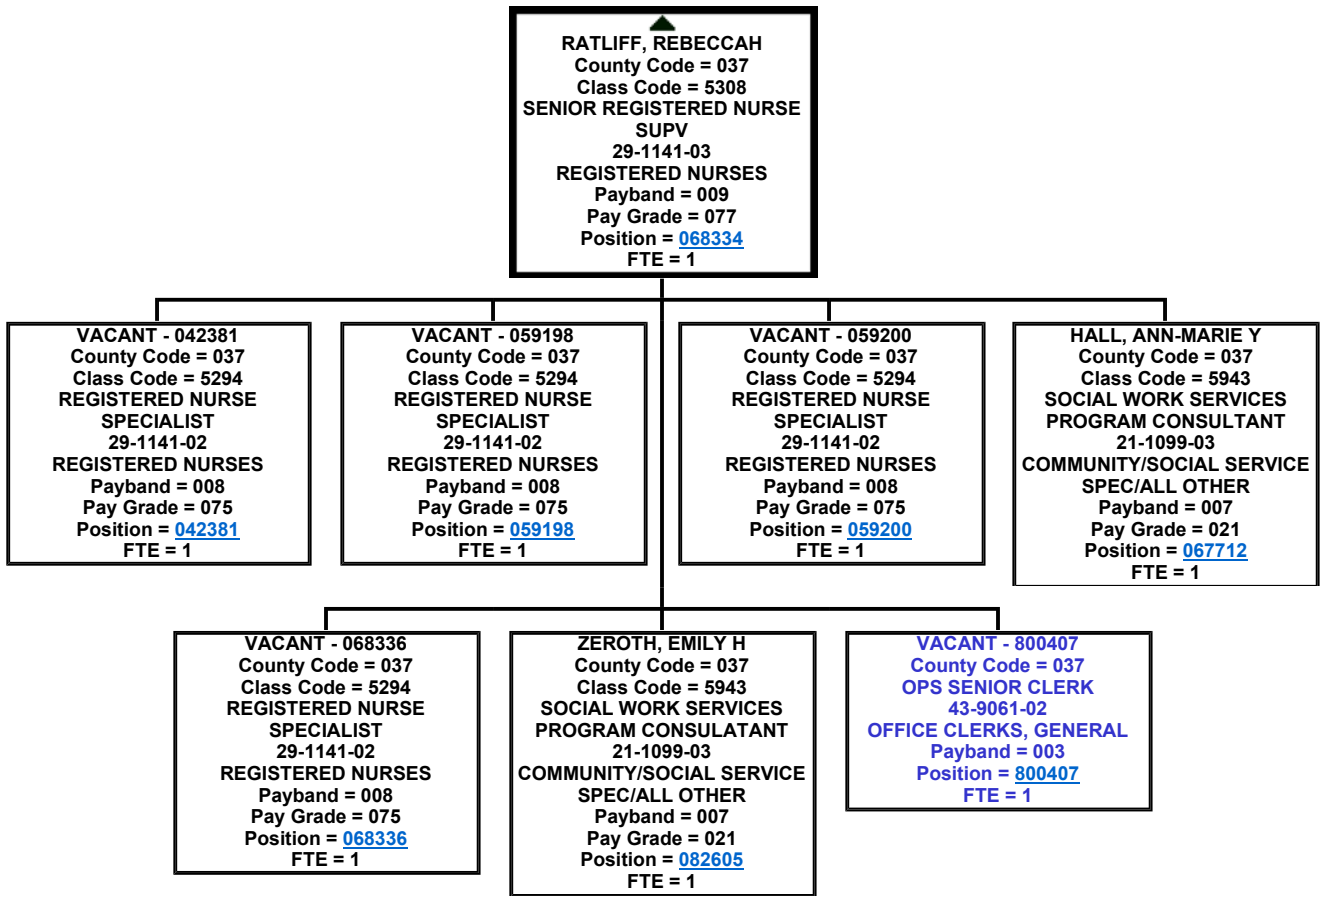 RATLIFF, REBECCAH
County Code = 037
Class Code = 5308
SENIOR REGISTERED NURSE
SUPV
29-1141-03
REGISTERED NURSES
Payband = 009
Pay Grade = 077
Position = 068334
FTE = 1
VACANT - 042381
County Code = 037
Class Code = 5294
REGISTERED NURSE
SPECIALIST
29-1141-02
REGISTERED NURSES
Payband = 008
Pay Grade = 075
Position = 042381
FTE = 1
VACANT - 059198
County Code = 037
Class Code = 5294
REGISTERED NURSE
SPECIALIST
29-1141-02
REGISTERED NURSES
Payband = 008
Pay Grade = 075
Position = 059198
FTE = 1
VACANT - 059200
County Code = 037
Class Code = 5294
REGISTERED NURSE
SPECIALIST
29-1141-02
REGISTERED NURSES
Payband = 008
Pay Grade = 075
Position = 059200
FTE = 1
HALL, ANN-MARIE Y
County Code = 037
Class Code = 5943
SOCIAL WORK SERVICES
PROGRAM CONSULTANT
21-1099-03
COMMUNITY/SOCIAL SERVICE
SPEC/ALL OTHER
Payband = 007
Pay Grade = 021
Position = 067712
FTE = 1
VACANT - 068336
County Code = 037
Class Code = 5294
REGISTERED NURSE
SPECIALIST
29-1141-02
REGISTERED NURSES
Payband = 008
Pay Grade = 075
Position = 068336
FTE = 1
ZEROTH, EMILY H
County Code = 037
Class Code = 5943
SOCIAL WORK SERVICES
PROGRAM CONSULATANT
21-1099-03
COMMUNITY/SOCIAL SERVICE
SPEC/ALL OTHER
Payband = 007
Pay Grade = 021
Position = 082605
FTE = 1
VACANT - 800407
County Code = 037
OPS SENIOR CLERK
43-9061-02
OFFICE CLERKS, GENERAL
Payband = 003
Position = 800407
FTE = 1